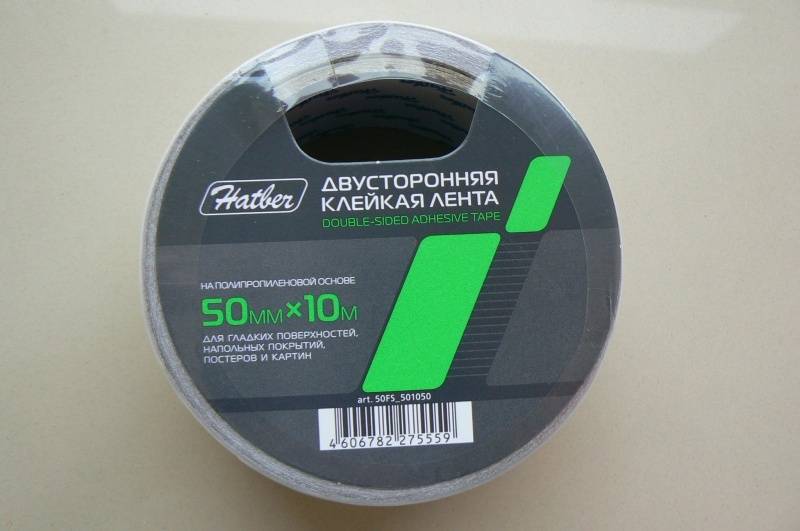 Hatber
ДВУСТОРОННЯЯ
КЛЕЙКАЯ ЛЕНТА
DOUBLE-SIDED ADHESIVE TAPE
НА ПОЛИПРОПИЛЕНОВОЙ ОСНОВЕ
50ММ×10М
ДЛЯ ГЛАДКИХ ПОВЕРХНОСТЕЙ,
НАПОЛЬНЫХ ПОКРЫТИЙ,
ПОСТЕРОВ И КАРТИН
art. 50F5_501050
4 606782 275559